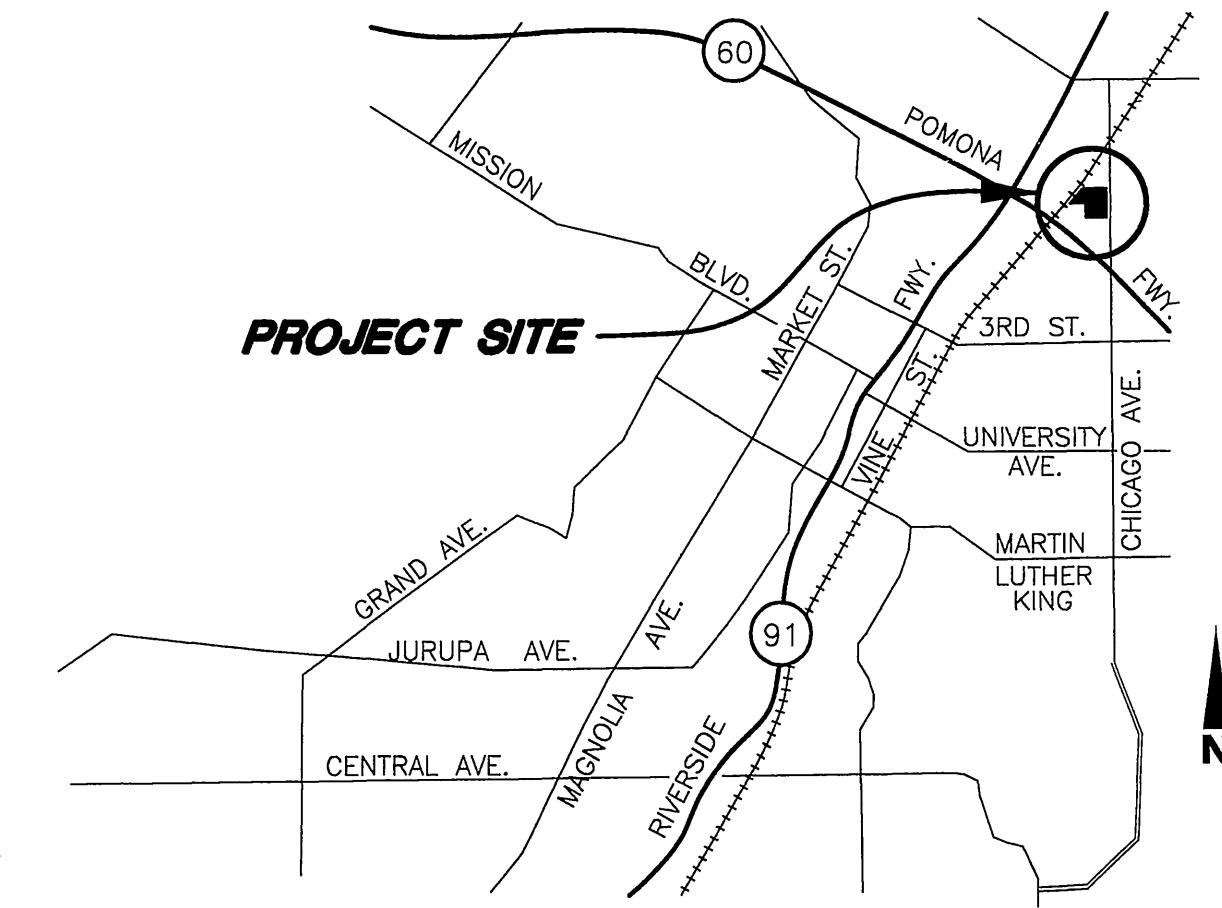 60
POMONA
FWY.
MISSION
BLVD.
MARKET ST.
FWY.
PROJECT SITE
3RD ST.
VINE ST.
UNIVERSITY
AVE.
CHICAGO AVE.
MARTIN
LUTHER
KING
GRAND AVE.
91
JURUPA AVE.
MAGNOLIA AVE.
RIVERSIDE
CENTRAL AVE.
N